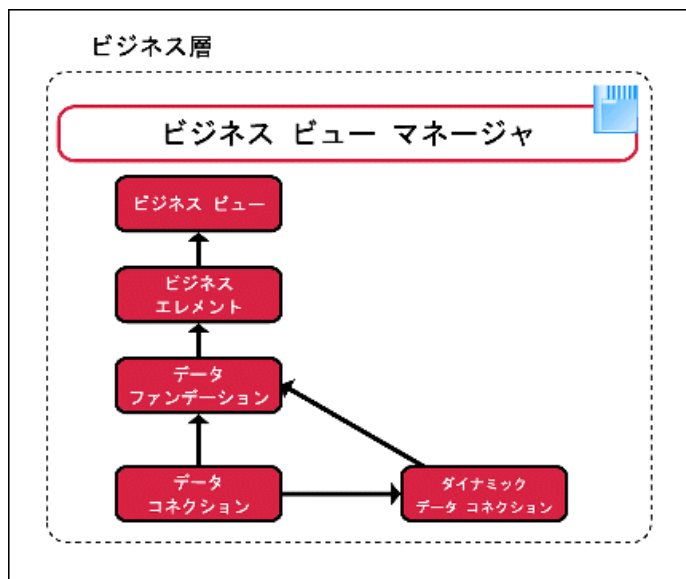 ビジネス層
ビジネス ビュー マネージャ
ビジネス ビュー
ビジネス
エレメント
データ
ファンデーション
データ
コネクション
ダイナミック
データ コネクション